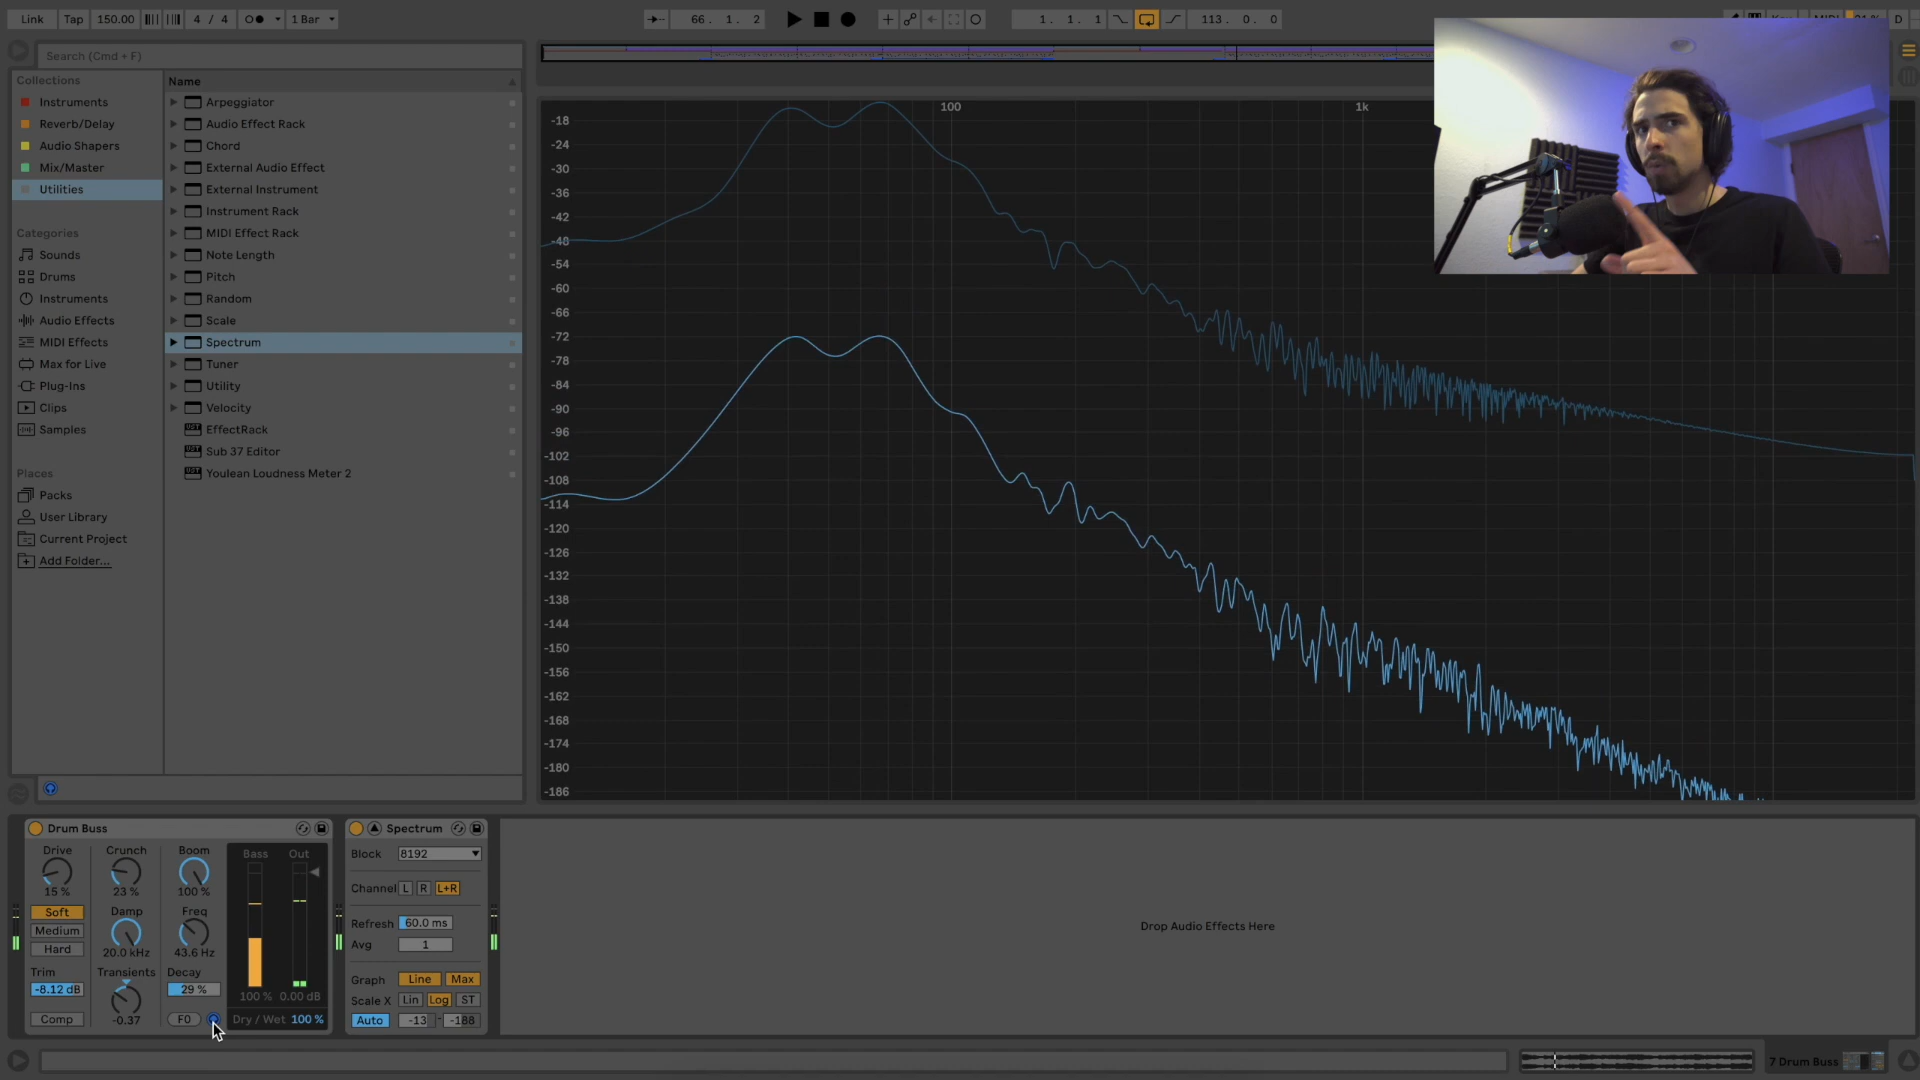 Link
Tap
150.00
4 / 4
1 Bar
66. 1. 2
1. 1. 1
113. 0. 0
D
Search (Cmd + F)
Collections
Instruments
Reverb/Delay
Audio Shapers
Mix/Master
Utilities
Categories
Sounds
Drums
Instruments
Audio Effects
MIDI Effects
Max for Live
Plug-Ins
Clips
Samples
Places
Packs
User Library
Current Project
Add Folder...
Name
Arpeggiator
Audio Effect Rack
Chord
External Audio Effect
External Instrument
Instrument Rack
MIDI Effect Rack
Note Length
Pitch
Random
Scale
Spectrum
Tuner
Utility
Velocity
EffectRack
Sub 37 Editor
Youlean Loudness Meter 2
100
1k
-18
-24
-30
-36
-42
-48
-54
-60
-66
-72
-78
-84
-90
-96
-102
-108
-114
-120
-126
-132
-138
-144
-150
-156
-162
-168
-174
-180
-186
Drum Buss
Drive
15 %
Soft
Medium
Hard
Trim
-8.12 dB
Comp
Crunch
23 %
Damp
20.0 kHz
Transients
-0.37
Boom
100 %
Freq
43.6 Hz
Decay
29 %
F0
Bass
Out
100 %
0.00 dB
Dry / Wet 100 %
Spectrum
Block 8192
Channel L R L+R
Refresh 60.0 ms
Avg 1
Graph Line Max
Scale X Lin Log ST
Auto -13 - -188
Drop Audio Effects Here
7 Drum Buss